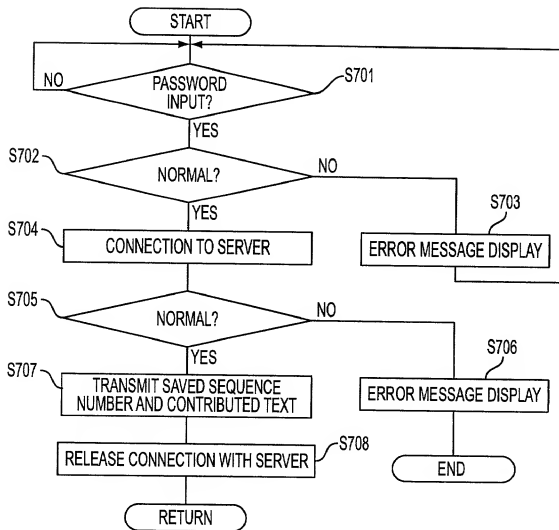 START
NO
PASSWORD
INPUT?
S701
YES
S702
NORMAL?
NO
YES
S703
S704
CONNECTION TO SERVER
ERROR MESSAGE DISPLAY
S705
NORMAL?
NO
YES
S706
S707
TRANSMIT SAVED SEQUENCE
NUMBER AND CONTRIBUTED TEXT
ERROR MESSAGE DISPLAY
S708
RELEASE CONNECTION WITH SERVER
END
RETURN